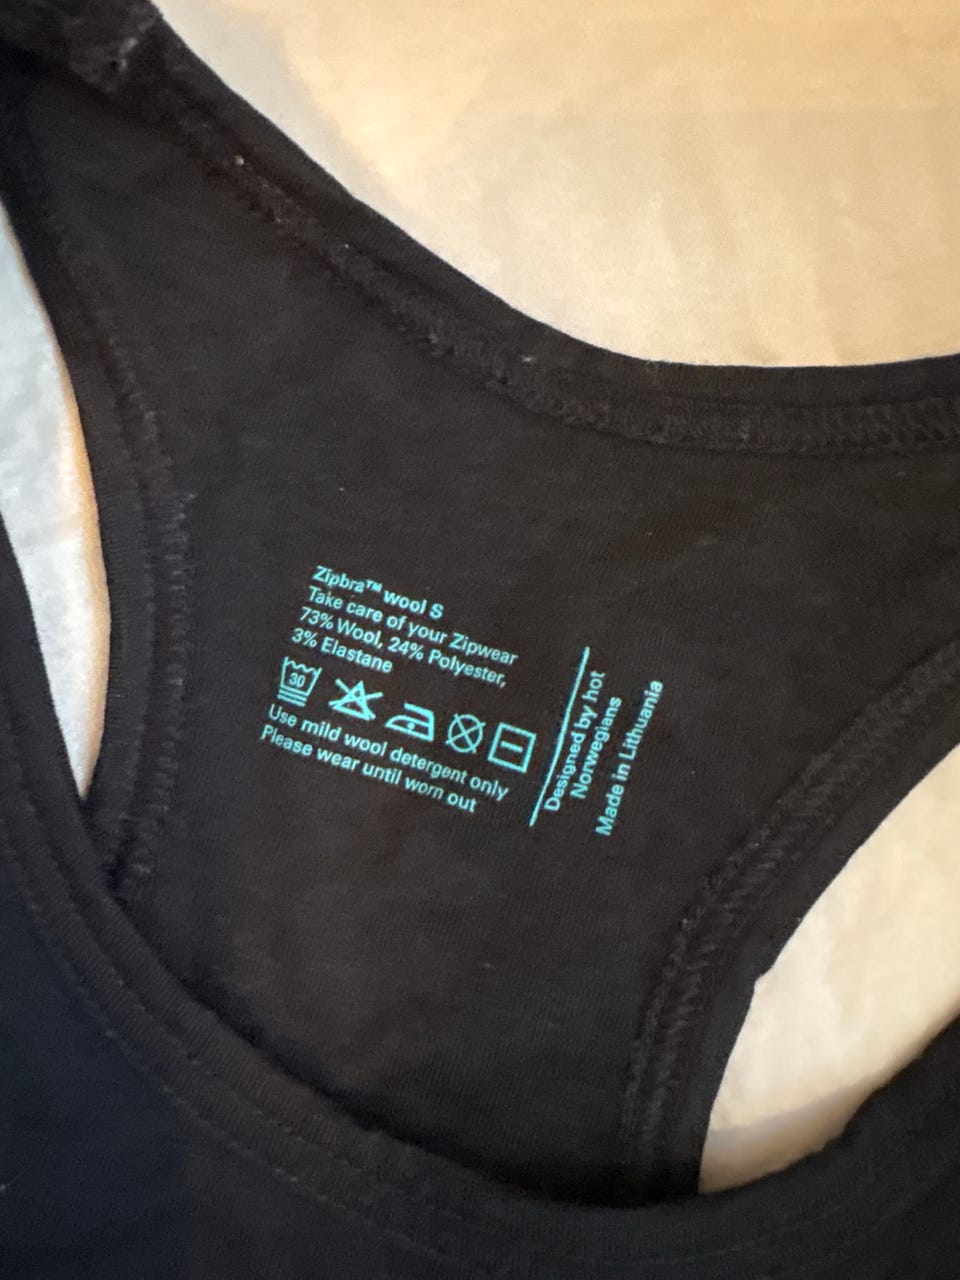 Zipbra™ wool S
Take care of your Zipwear
73% Wool, 24% Polyester,
3% Elastane
30
Use mild wool detergent only
Please wear until worn out
Designed by hot
Norwegians
Made in Lithuania